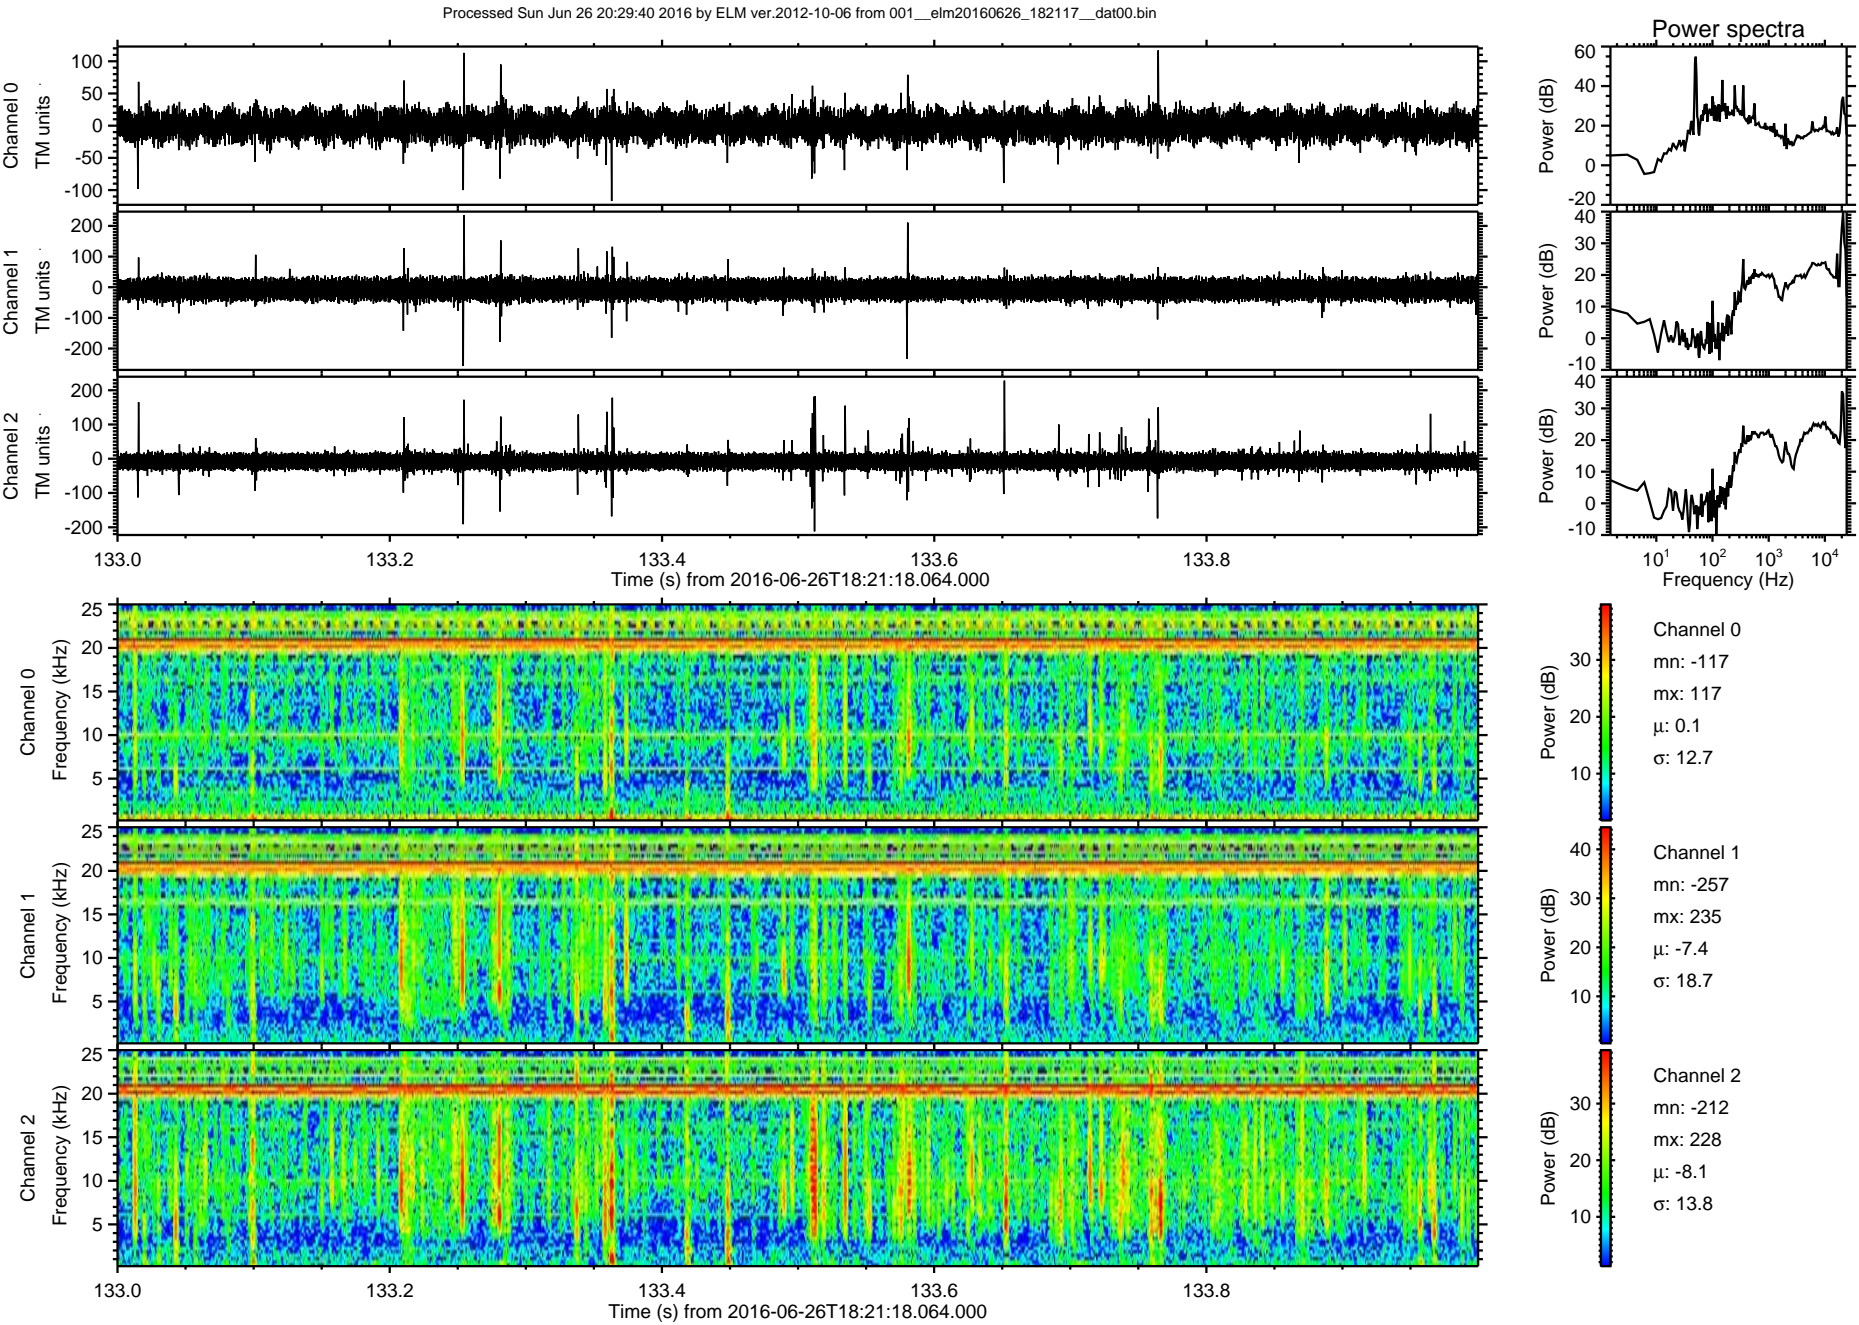 Processed Sun Jun 26 20:29:40 2016 by ELM ver.2012-10-06 from 001__elm20160626_182117__dat00.bin
Power spectra
Channel 0
TM units
100
50
0
-50
-100
Power (dB)
60
40
20
0
-20
Channel 1
TM units
200
100
0
-100
-200
Power (dB)
40
30
20
10
0
-10
Channel 2
TM units
200
100
0
-100
-200
Power (dB)
40
30
20
10
0
-10
133.0 133.2 133.4 133.6 133.8
Time (s) from 2016-06-26T18:21:18.064.000
10^1 10^2 10^3 10^4
Frequency (Hz)
Channel 0
Frequency (kHz)
25
20
15
10
5
Power (dB)
30
20
10
Channel 0
mn: -117
mx: 117
μ: 0.1
σ: 12.7
Channel 1
Frequency (kHz)
25
20
15
10
5
Power (dB)
40
30
20
10
Channel 1
mn: -257
mx: 235
μ: -7.4
σ: 18.7
Channel 2
Frequency (kHz)
25
20
15
10
5
Power (dB)
30
20
10
Channel 2
mn: -212
mx: 228
μ: -8.1
σ: 13.8
133.0 133.2 133.4 133.6 133.8
Time (s) from 2016-06-26T18:21:18.064.000